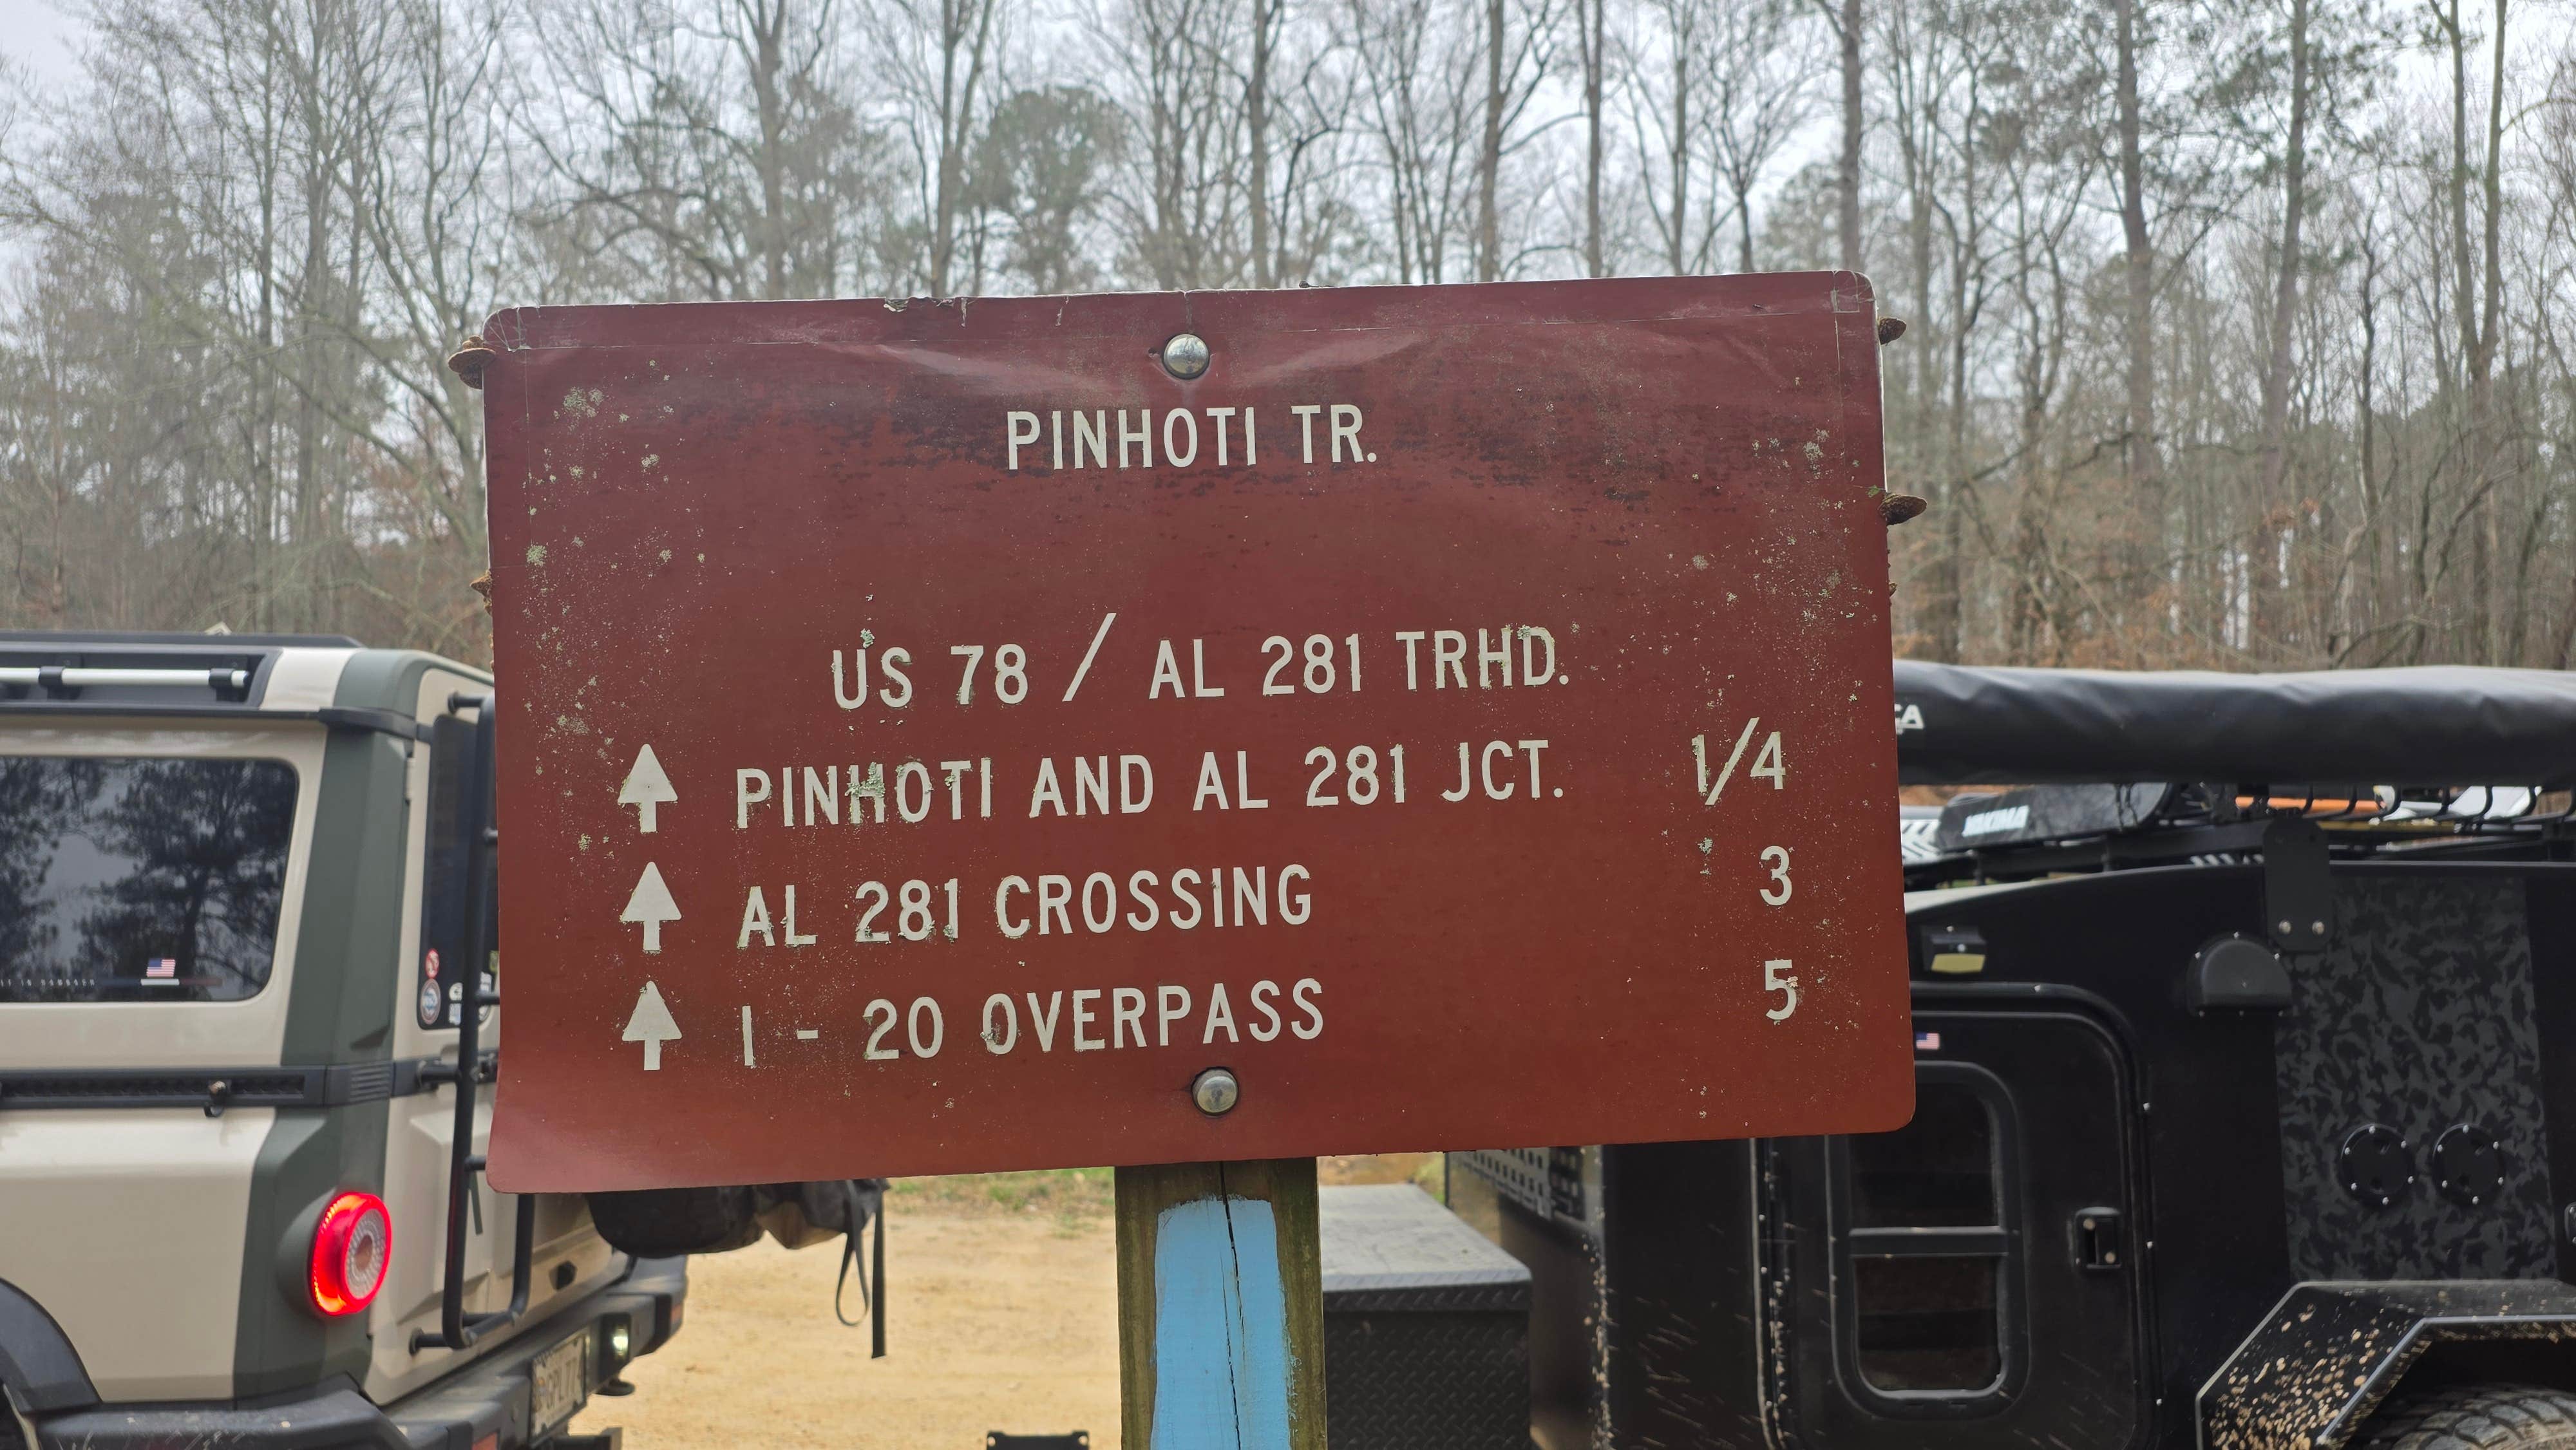 PINHOTI TR.
US 78 / AL 281 TRHD.
PINHOTI AND AL 281 JCT. 1/4
AL 281 CROSSING 3
I - 20 OVERPASS 5
YAKIMA